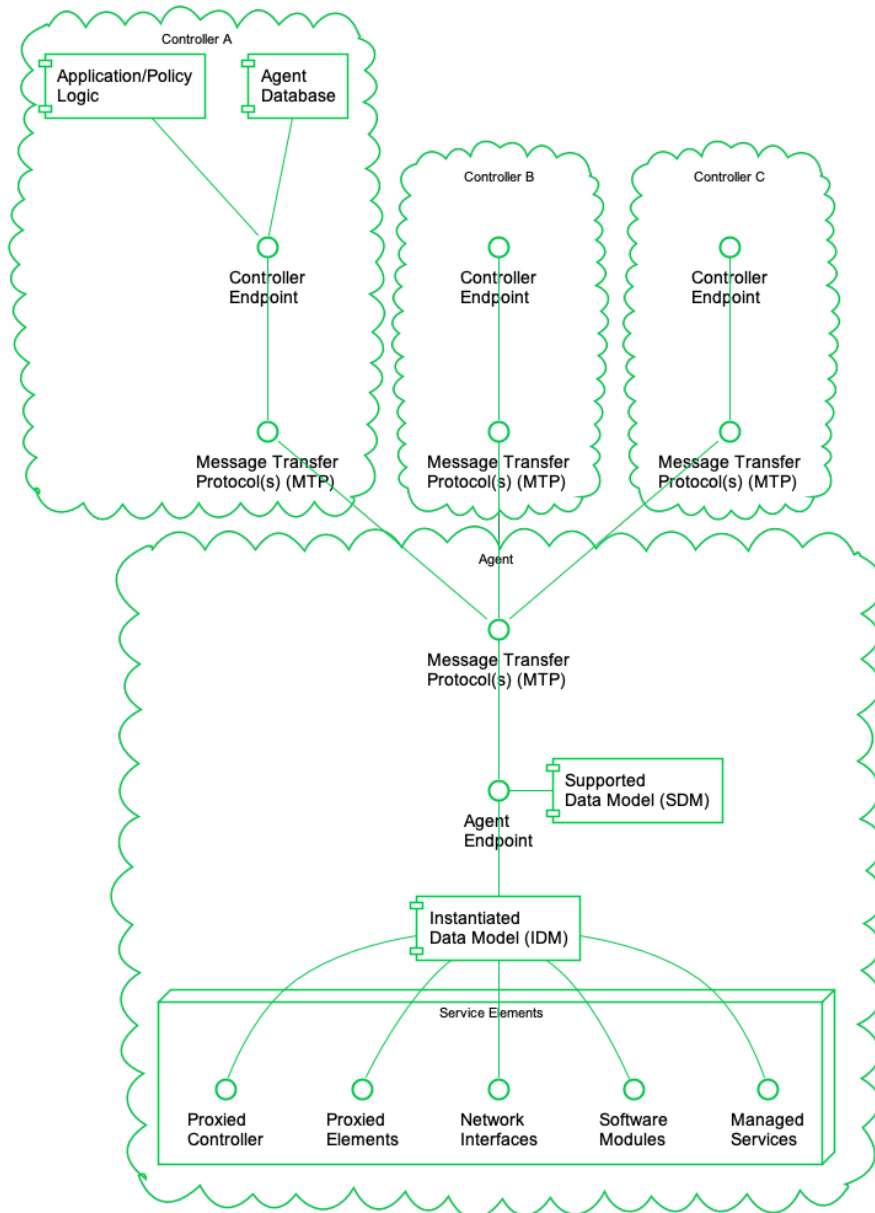 Controller A
Application/Policy
Logic
Agent
Database
Controller B
Controller C
Controller
Endpoint
Controller
Endpoint
Controller
Endpoint
Message Transfer
Protocol(s) (MTP)
Message Transfer
Protocol(s) (MTP)
Message Transfer
Protocol(s) (MTP)
Agent
Message Transfer
Protocol(s) (MTP)
Supported
Data Model (SDM)
Agent
Endpoint
Instantiated
Data Model (IDM)
Service Elements
Proxied
Controller
Proxied
Elements
Network
Interfaces
Software
Modules
Managed
Services